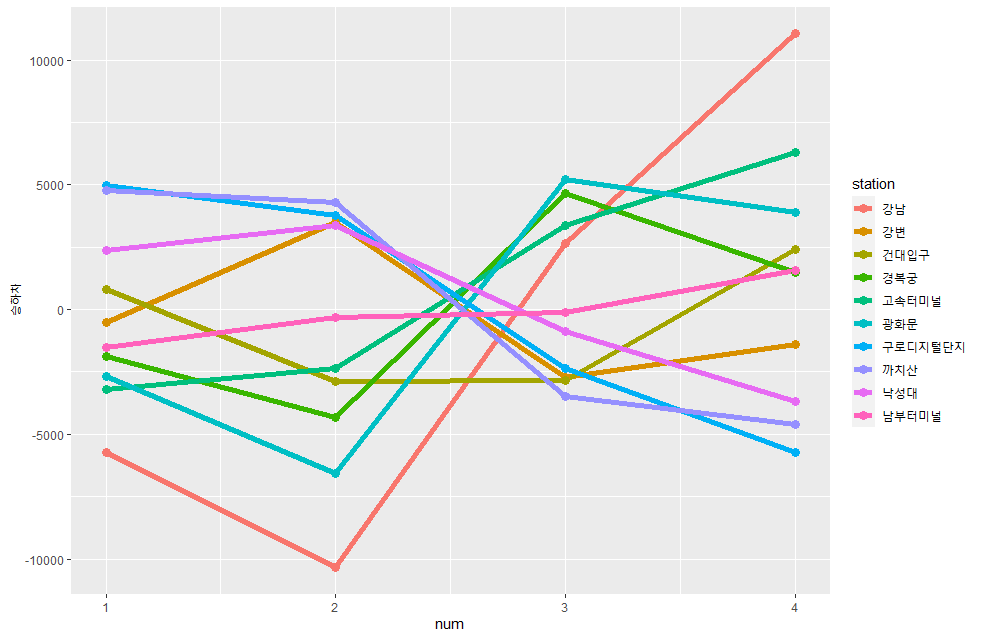 10000
5000
0
-5000
-10000
승하차
1
2
3
4
num
station
강남
강변
건대입구
경복궁
고속터미널
광화문
구로디지털단지
까치산
낙성대
남부터미널